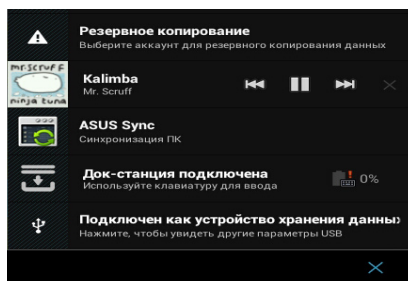 Резервное копирование
Выберите аккаунт для резервного копирования данных
mr.scruff
ninja tuna
Kalimba
Mr. Scruff
ASUS Sync
Синхронизация ПК
Док-станция подключена
Используйте клавиатуру для ввода
0%
Подключен как устройство хранения данны
Нажмите, чтобы увидеть другие параметры USB